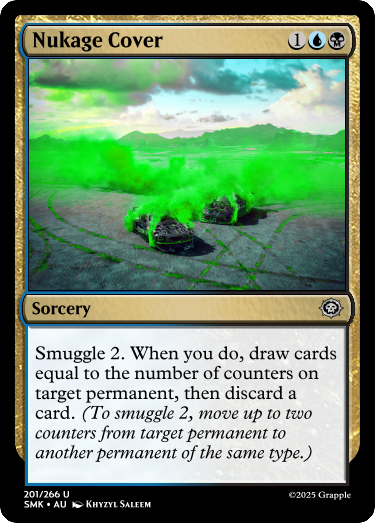 Nukage Cover 1
Sorcery
Smuggle 2. When you do, draw cards
equal to the number of counters on
target permanent, then discard a
card. (To smuggle 2, move up to two
counters from target permanent to
another permanent of the same type.)
201/266 U
SMK • AU Khyzyl Saleem
©2025 Grapple